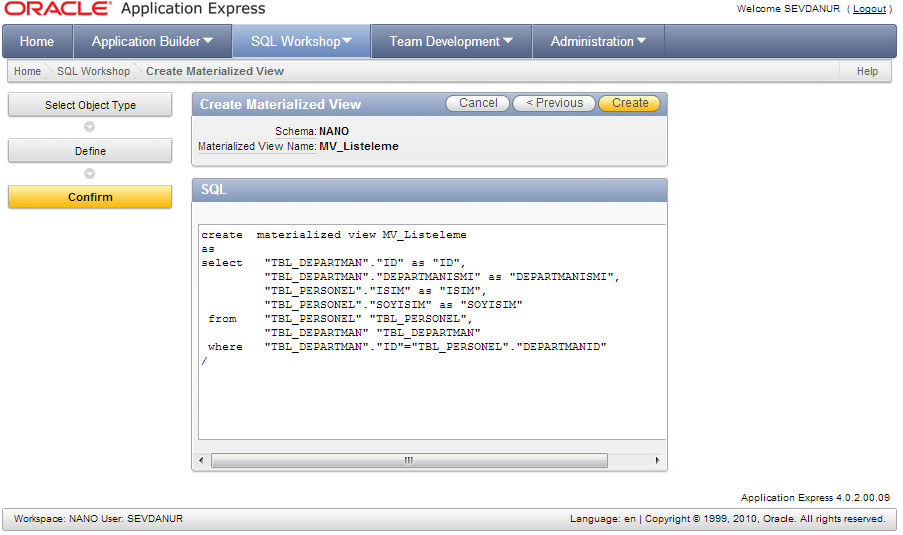 ORACLE® Application Express
Welcome SEVDANUR ( Logout )
Home
Application Builder
SQL Workshop
Team Development
Administration
Home SQL Workshop Create Materialized View
Help
Select Object Type
Define
Confirm
Create Materialized View
Cancel
< Previous
Create
Schema: NANO
Materialized View Name: MV_Listeleme
SQL
create materialized view MV_Listeleme
as
select "TBL_DEPARTMAN"."ID" as "ID",
"TBL_DEPARTMAN"."DEPARTMANISMI" as "DEPARTMANISMI",
"TBL_PERSONEL"."ISIM" as "ISIM",
"TBL_PERSONEL"."SOYISIM" as "SOYISIM"
from "TBL_PERSONEL" "TBL_PERSONEL",
"TBL_DEPARTMAN" "TBL_DEPARTMAN"
where "TBL_DEPARTMAN"."ID"="TBL_PERSONEL"."DEPARTMANID"
/
Application Express 4.0.2.00.09
Workspace: NANO User: SEVDANUR
Language: en | Copyright © 1999, 2010, Oracle. All rights reserved.